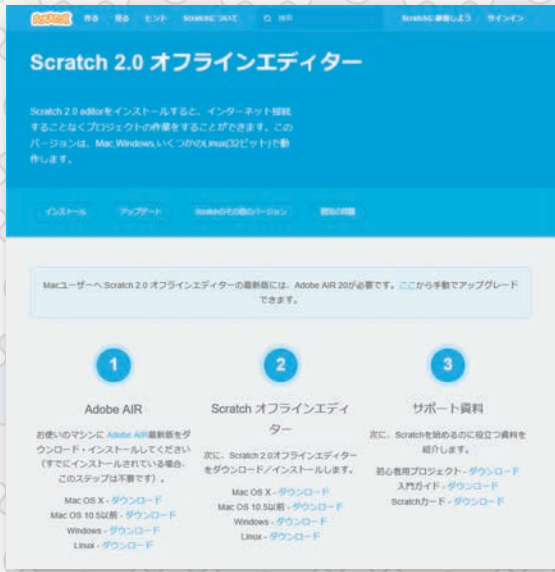 SCRATCH 作る 見る ヒント Scratchについて 検索 Scratchに参加しよう サインイン
Scratch 2.0 オフラインエディター
Scratch 2.0 editorをインストールすると、インターネット接続
することなくプロジェクトの作業をすることができます。この
バージョンは、Mac,Windows,いくつかのLinux(32ビット)で動
作します。
インストール アップデート Scratchのその他のバージョン 既知の問題
Macユーザーへ Scratch 2.0 オフラインエディターの最新版には、Adobe AIR 20が必要です。ここから手動でアップグレード
できます。
1
Adobe AIR
お使いのマシンに Adobe AIR最新版をダ
ウンロード・インストールしてください
（すでにインストールされている場合、
このステップは不要です）。
Mac OS X - ダウンロード
Mac OS 10.5以前 - ダウンロード
Windows - ダウンロード
Linux - ダウンロード
2
Scratch オフラインエディ
ター
次に、Scratch 2.0オフラインエディター
をダウンロード／インストールします。
Mac OS X - ダウンロード
Mac OS 10.5以前 - ダウンロード
Windows - ダウンロード
Linux - ダウンロード
3
サポート資料
次に、Scratchを始めるのに役立つ資料を
紹介します。
初心者用プロジェクト - ダウンロード
入門ガイド - ダウンロード
Scratchカード - ダウンロード